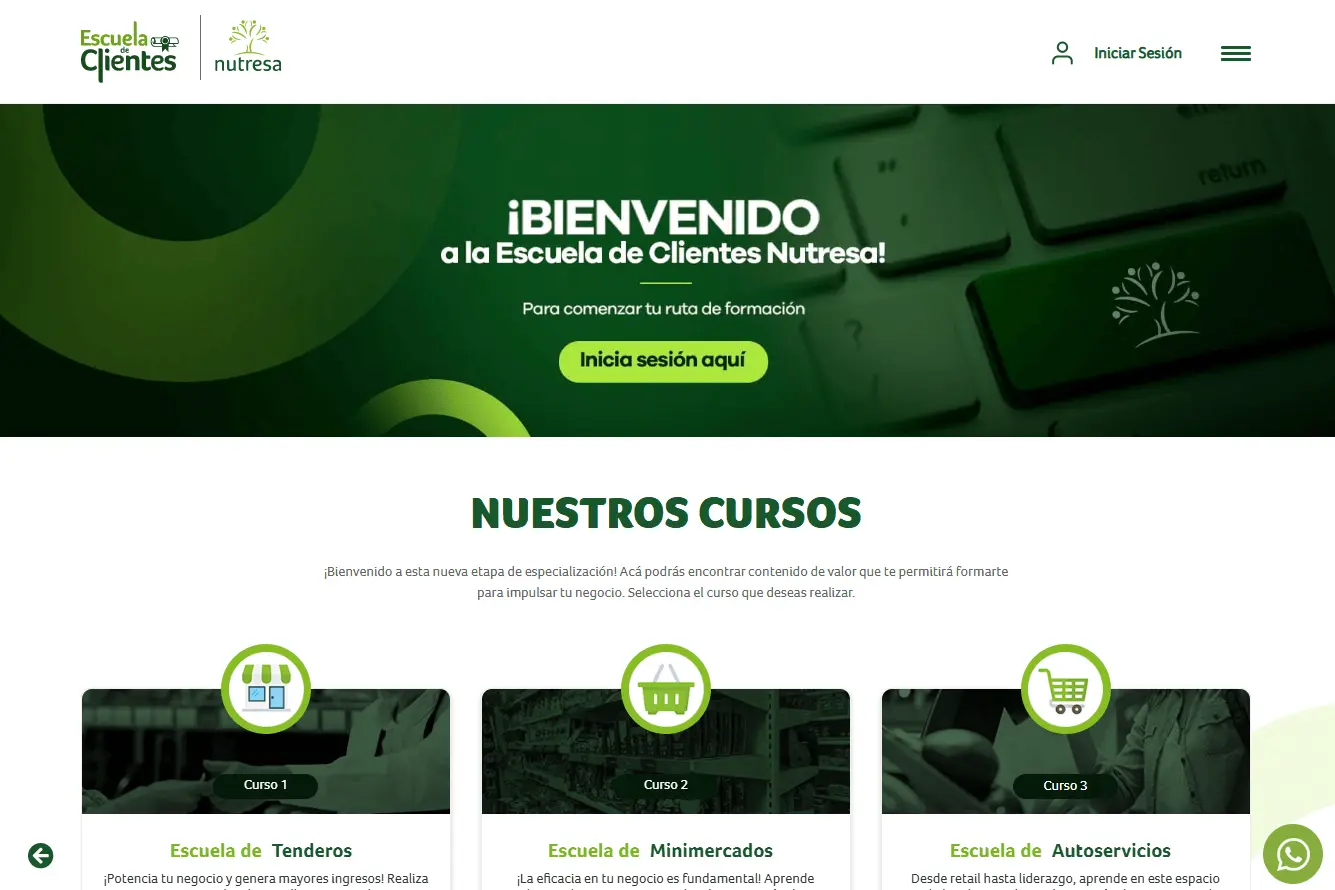 Escuela
de
Clientes
nutresa
Iniciar Sesión
return
¡BIENVENIDO
a la Escuela de Clientes Nutresa!
Para comenzar tu ruta de formación
Inicia sesión aquí
NUESTROS CURSOS
¡Bienvenido a esta nueva etapa de especialización! Acá podrás encontrar contenido de valor que te permitirá formarte
para impulsar tu negocio. Selecciona el curso que deseas realizar.
Curso 1
Curso 2
Curso 3
Escuela de Tenderos
Escuela de Minimercados
Escuela de Autoservicios
¡Potencia tu negocio y genera mayores ingresos! Realiza
¡La eficacia en tu negocio es fundamental! Aprende
Desde retail hasta liderazgo, aprende en este espacio